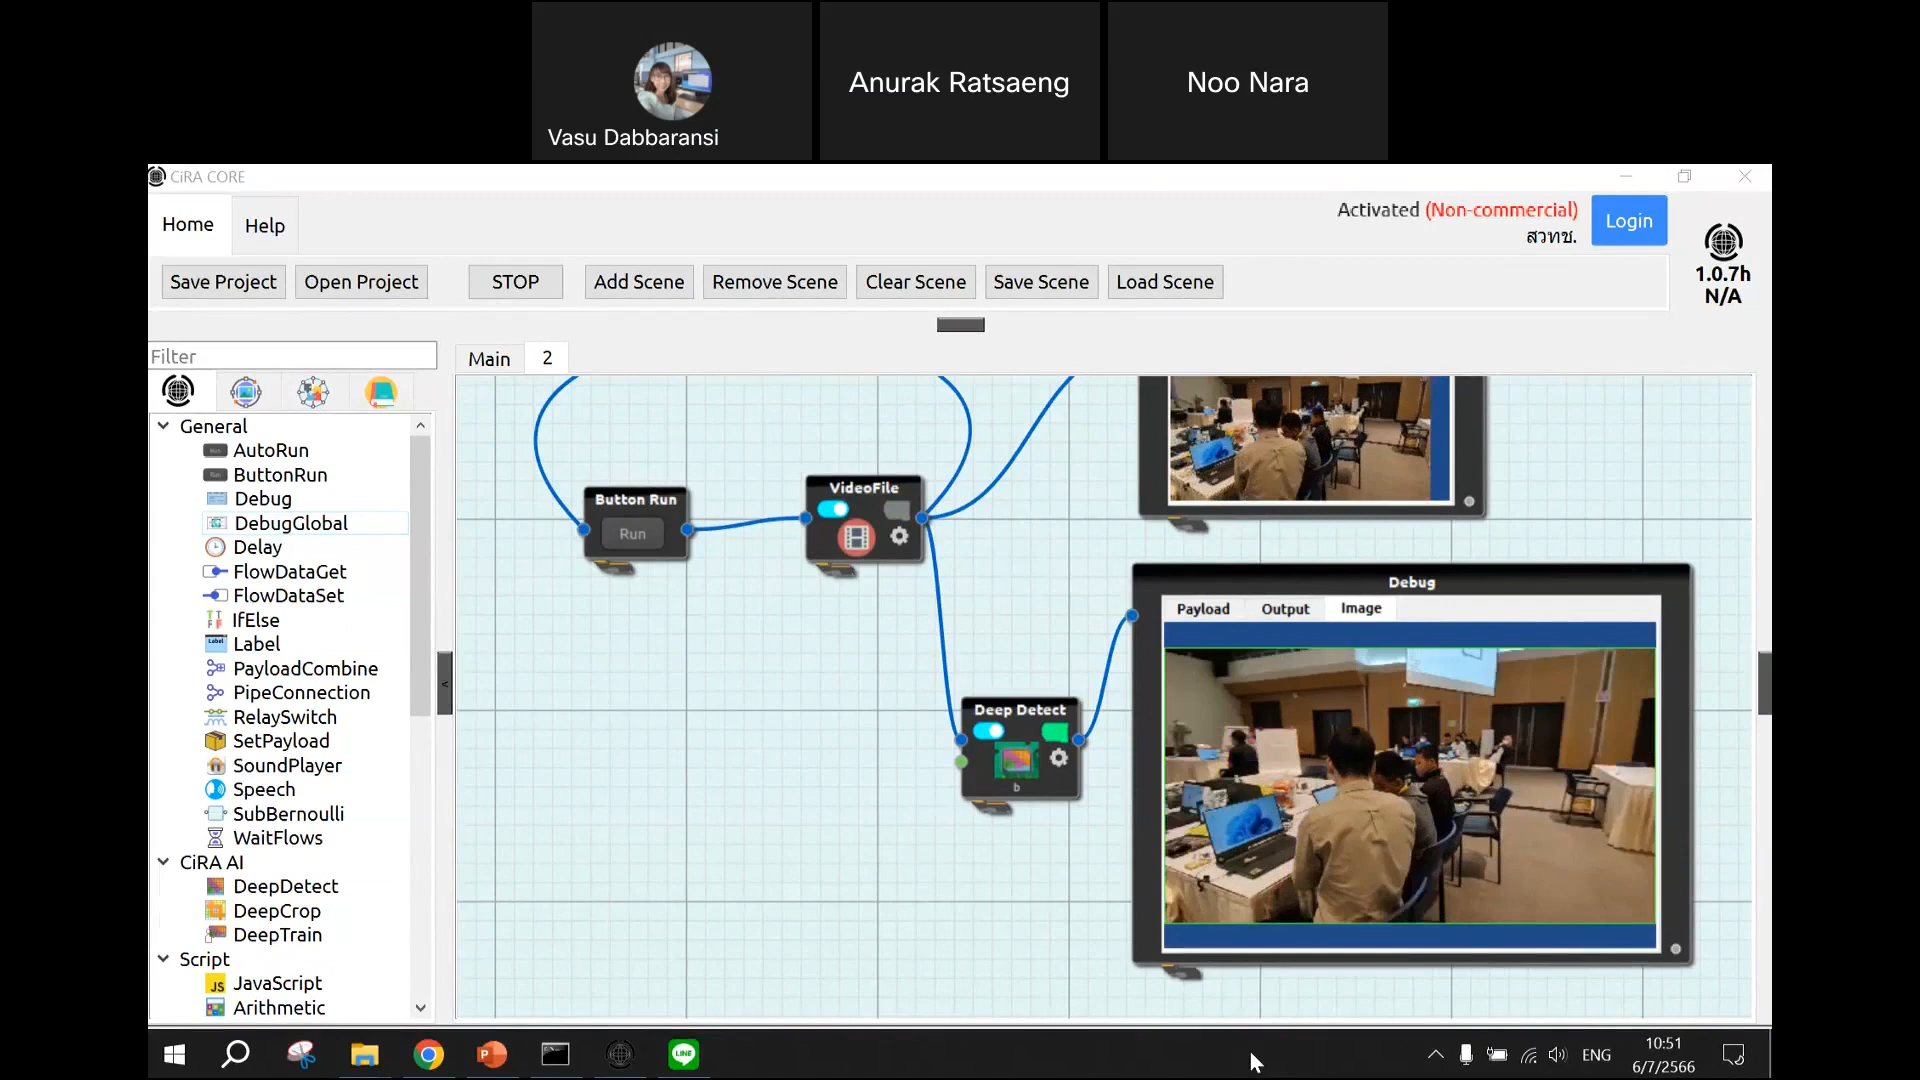 Vasu Dabbaransi
Anurak Ratsaeng
Noo Nara
CiRA CORE
Home
Help
Activated (Non-commercial)
สวทช.
Login
1.0.7h
N/A
Save Project
Open Project
STOP
Add Scene
Remove Scene
Clear Scene
Save Scene
Load Scene
Filter
Main
2
General
AutoRun
ButtonRun
Debug
DebugGlobal
Delay
FlowDataGet
FlowDataSet
IfElse
Label
PayloadCombine
PipeConnection
RelaySwitch
SetPayload
SoundPlayer
Speech
SubBernoulli
WaitFlows
CiRA AI
DeepDetect
DeepCrop
DeepTrain
Script
JavaScript
Arithmetic
Button Run
Run
VideoFile
Deep Detect
b
Debug
Payload
Output
Image
ENG
10:51
6/7/2566